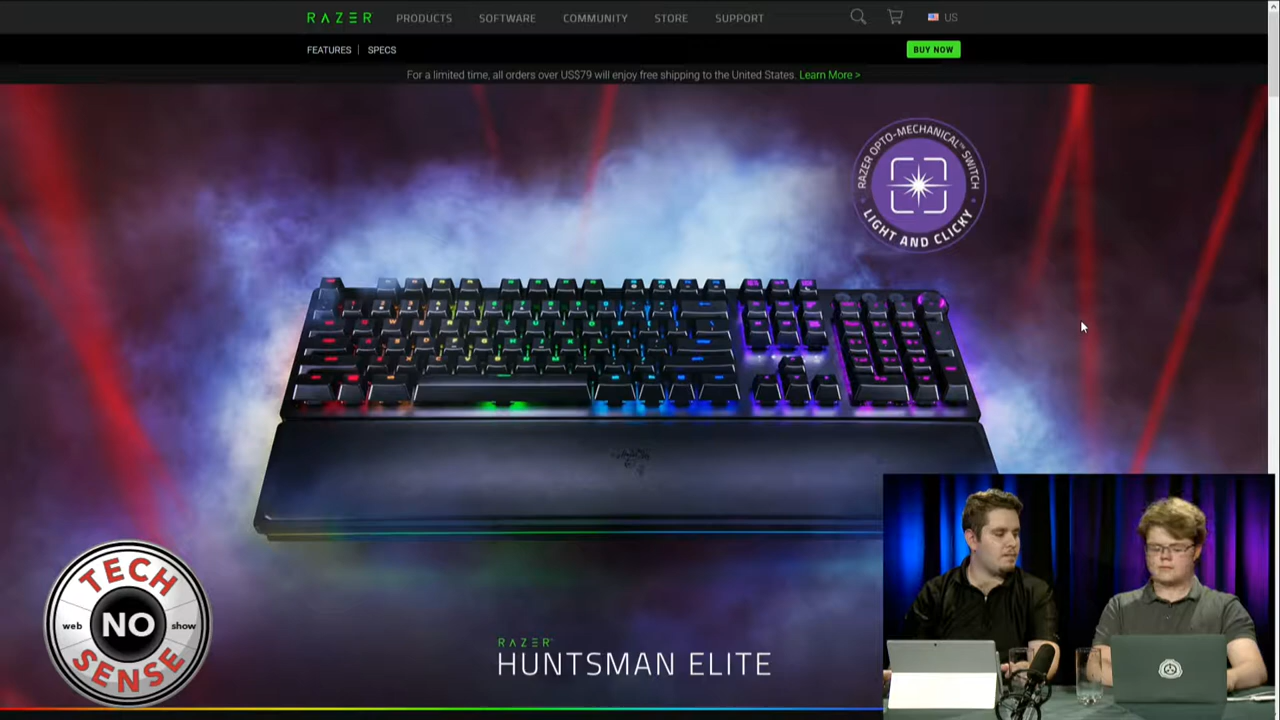 RAZER PRODUCTS SOFTWARE COMMUNITY STORE SUPPORT US
FEATURES | SPECS BUY NOW
For a limited time, all orders over US$79 will enjoy free shipping to the United States. Learn More >
RAZER OPTO-MECHANICAL™ SWITCH
LIGHT AND CLICKY
TECH
web NO show
SENSE
RAZER™
HUNTSMAN ELITE